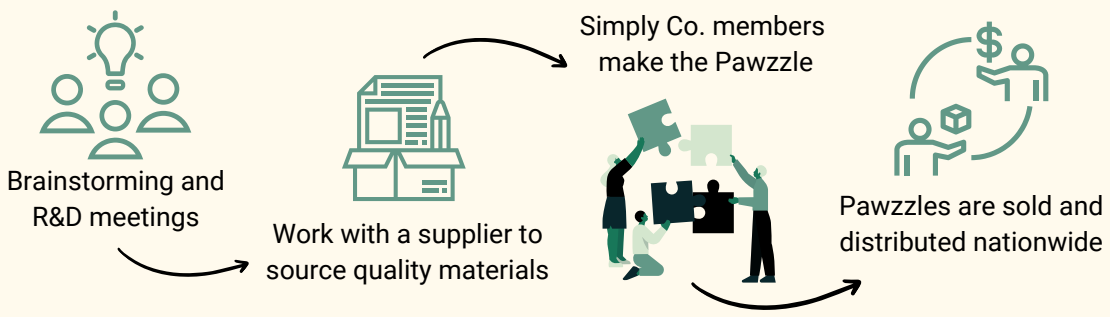 Brainstorming and
R&D meetings
Work with a supplier to
source quality materials
Simply Co. members
make the Pawzzle
$
Pawzzles are sold and
distributed nationwide